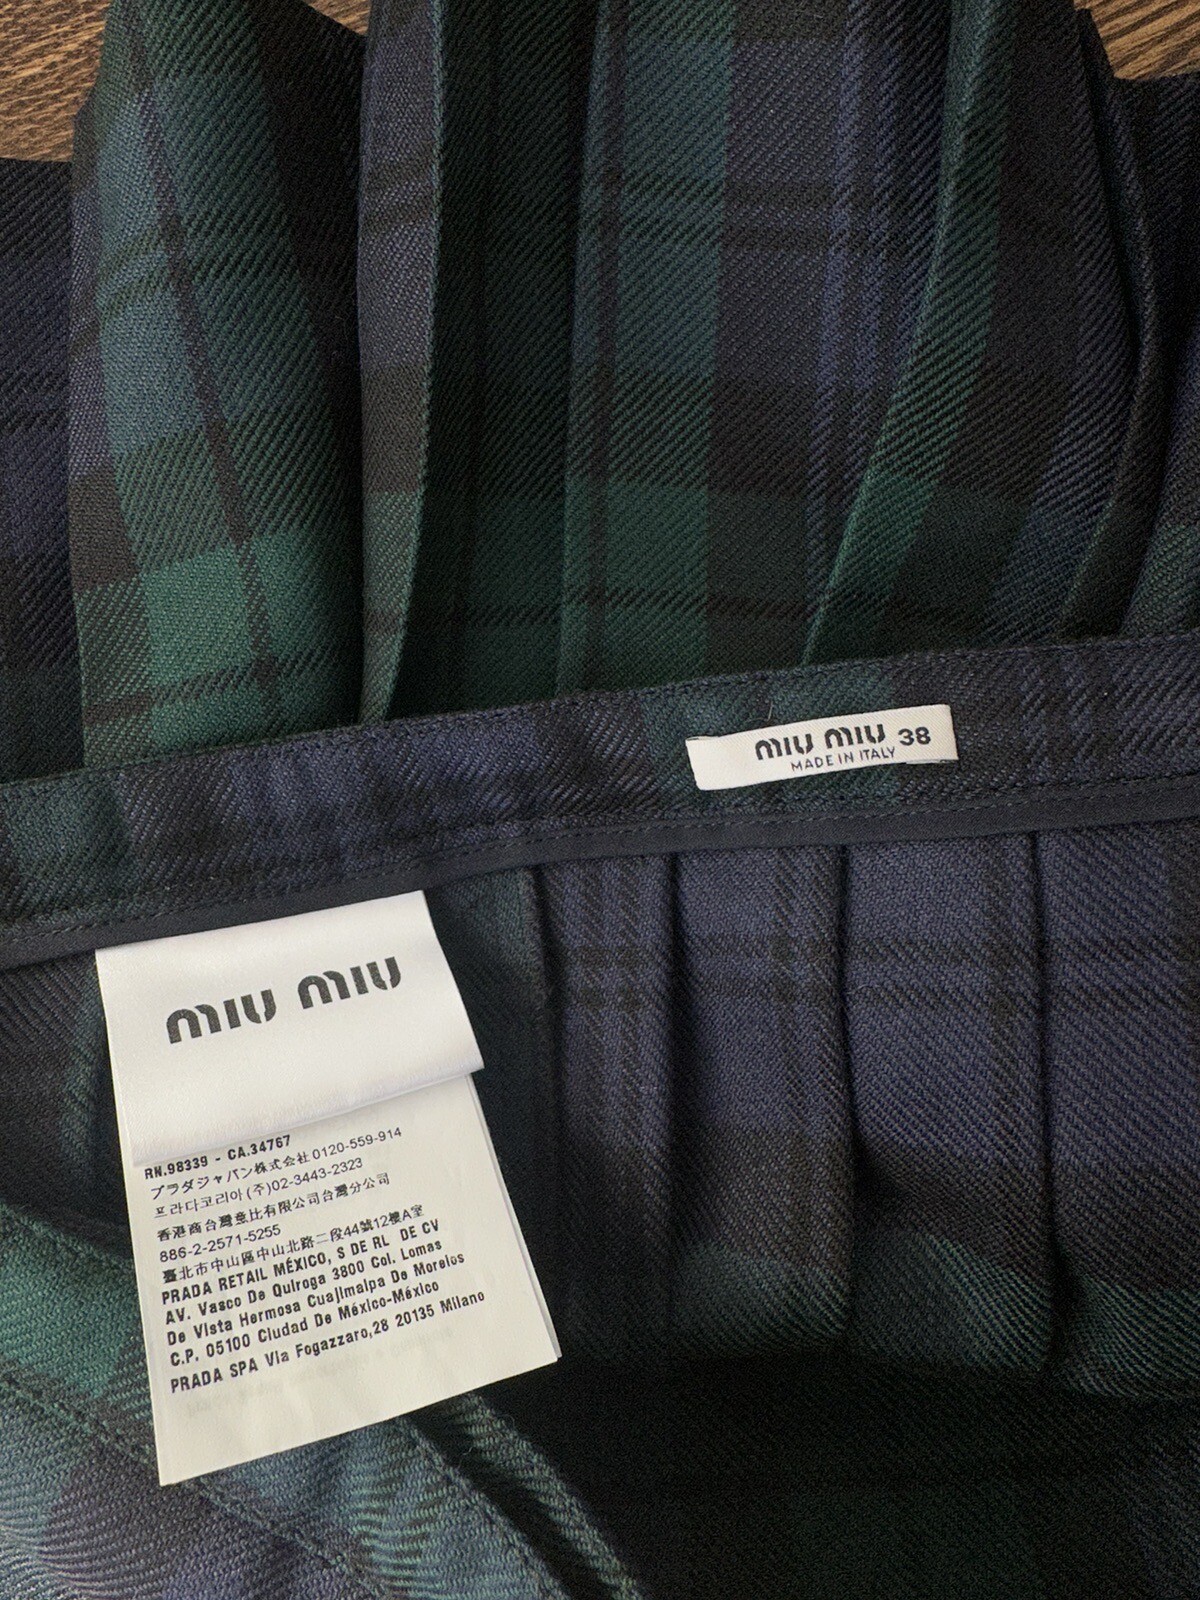 MIU MIU 38
MADE IN ITALY
MIU MIU
RN.98339 - CA.34767
プラダジャパン株式会社 0120-559-914
프라다코리아 (주)02-3443-2323
香港商台灣意比有限公司台灣分公司
886-2-2571-5255
臺北市中山區中山北路二段44號12樓A室
PRADA RETAIL MÉXICO, S DE RL DE CV
AV. Vasco De Quiroga 3800 Col. Lomas
De Vista Hermosa Cuajimalpa De Morelos
C.P. 05100 Ciudad De México-México
PRADA SPA Via Fogazzaro,28 20135 Milano